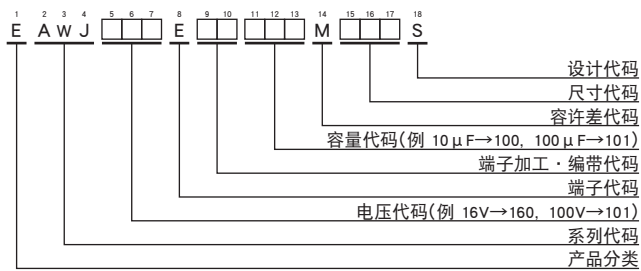 1 2 3 4 5 6 7 8 9 10 11 12 13 14 15 16 17 18
E A W J E M S
设计代码
尺寸代码
容许差代码
容量代码(例 10μF→100, 100μF→101)
端子加工・编带代码
端子代码
电压代码(例 16V→160, 100V→101)
系列代码
产品分类